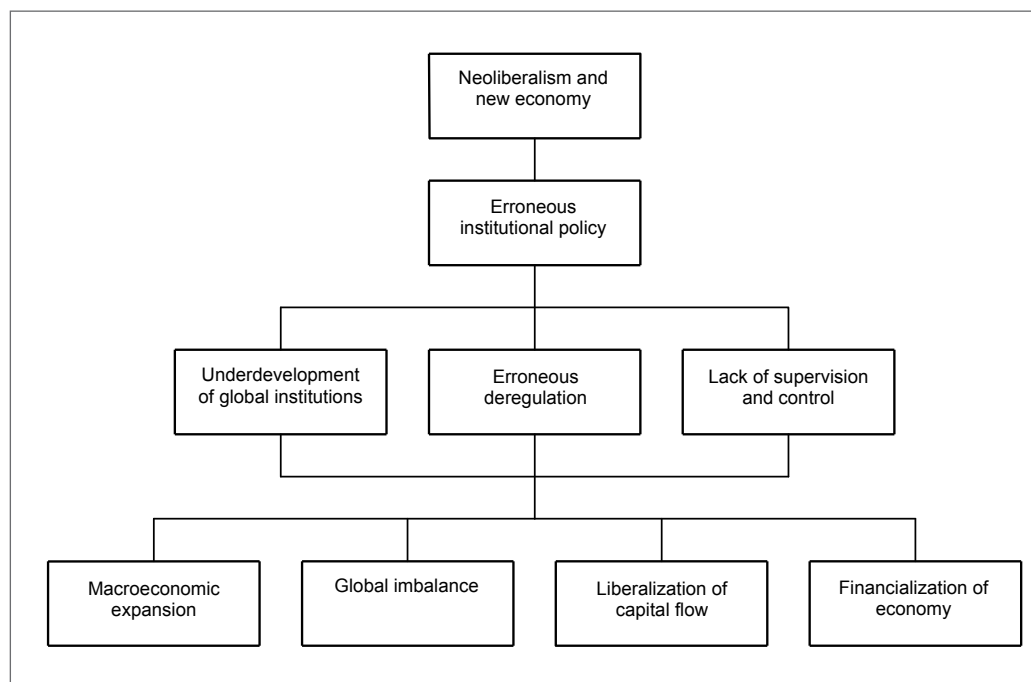 Neoliberalism and
new economy
Erroneous
institutional policy
Underdevelopment
of global institutions
Erroneous
deregulation
Lack of supervision
and control
Macroeconomic
expansion
Global imbalance
Liberalization of
capital flow
Financialization of
economy